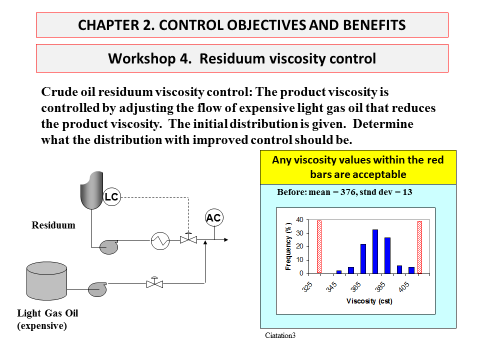 CHAPTER 2. CONTROL OBJECTIVES AND BENEFITS
Workshop 4. Residuum viscosity control
Crude oil residuum viscosity control: The product viscosity is
controlled by adjusting the flow of expensive light gas oil that reduces
the product viscosity. The initial distribution is given. Determine
what the distribution with improved control should be.
Any viscosity values within the red
bars are acceptable
Before: mean = 376, stnd dev = 13
LC
AC
Residuum
Light Gas Oil
(expensive)
Frequency (%)
40
30
20
10
0
325
345
365
385
405
Viscosity (cst)
Ciatation3